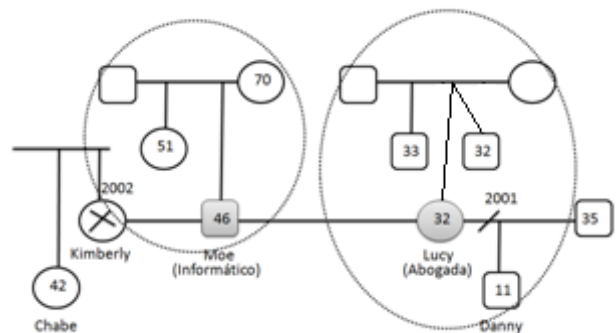 70
51
33
32
2002
46
32
2001
35
Kimberly
Moe
(Informático)
Lucy
(Abogada)
42
11
Chabe
Danny